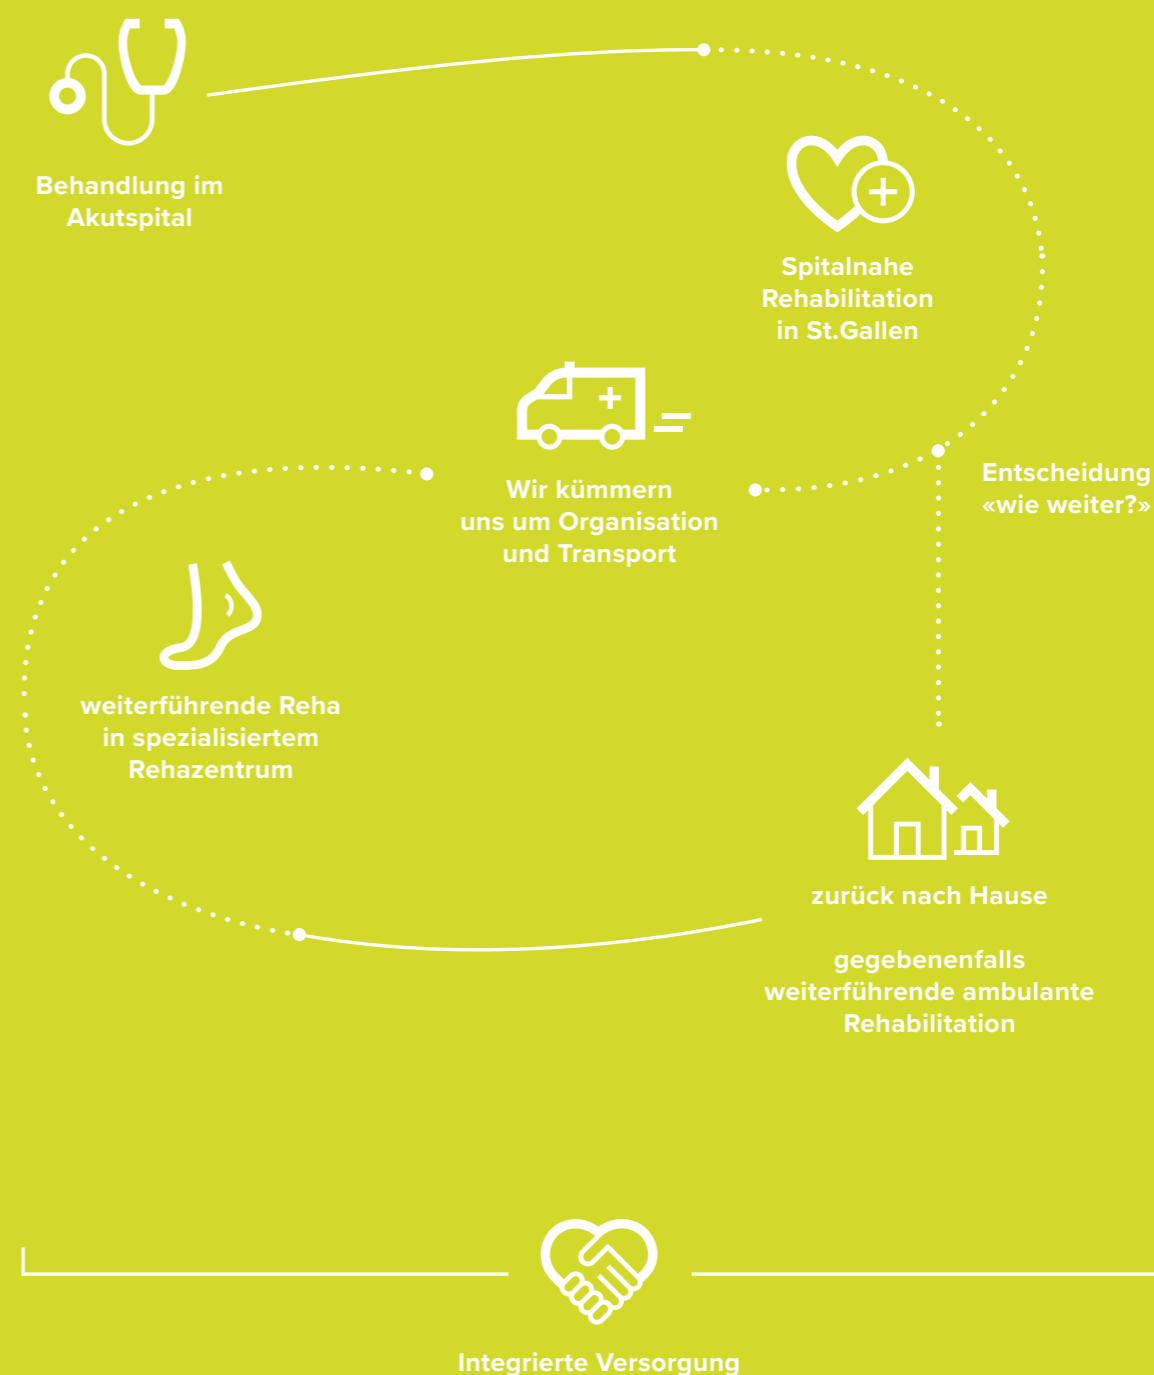 Behandlung im
Akutspital
Spitalnahe
Rehabilitation
in St.Gallen
Entscheidung
«wie weiter?»
Wir kümmern
uns um Organisation
und Transport
weiterführende Reha
in spezialisiertem
Rehazentrum
zurück nach Hause
gegebenenfalls
weiterführende ambulante
Rehabilitation
Integrierte Versorgung